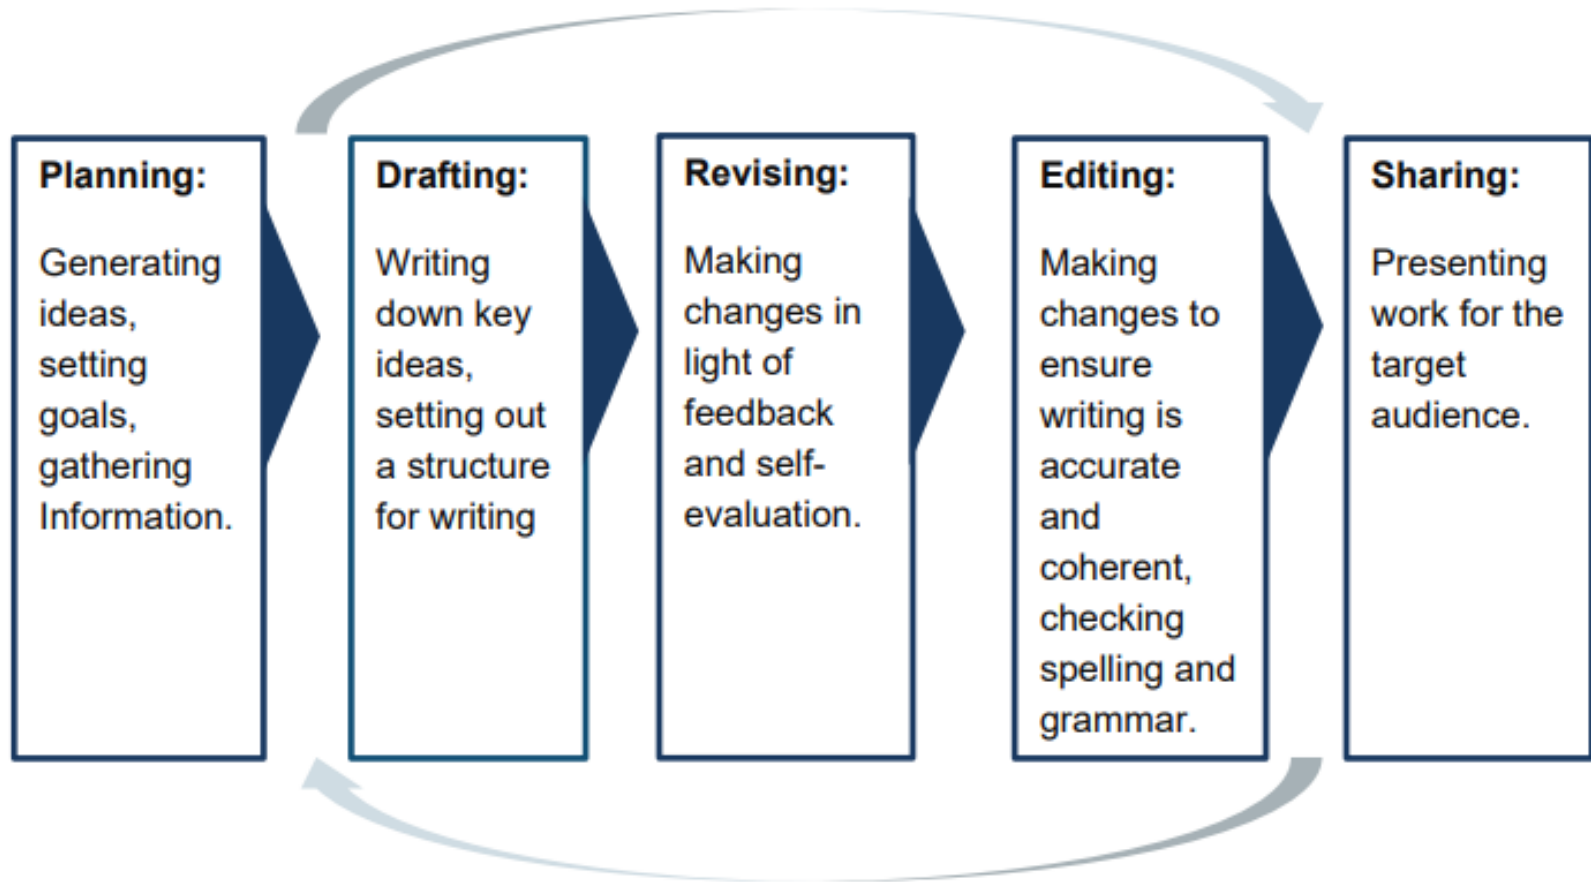 Planning:
Generating
ideas,
setting
goals,
gathering
Information.
Drafting:
Writing
down key
ideas,
setting out
a structure
for writing
Revising:
Making
changes in
light of
feedback
and self-
evaluation.
Editing:
Making
changes to
ensure
writing is
accurate
and
coherent,
checking
spelling and
grammar.
Sharing:
Presenting
work for the
target
audience.